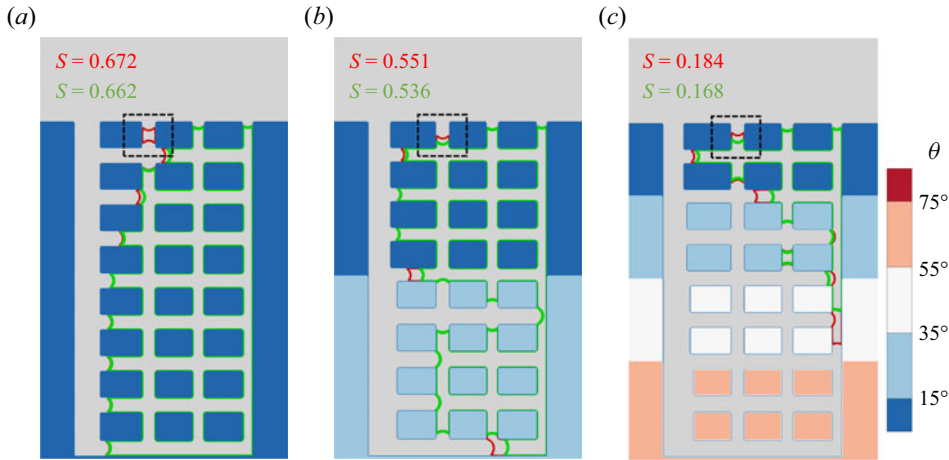 (a)
S = 0.672
S = 0.662
(b)
S = 0.551
S = 0.536
(c)
S = 0.184
S = 0.168
θ
75°
55°
35°
15°